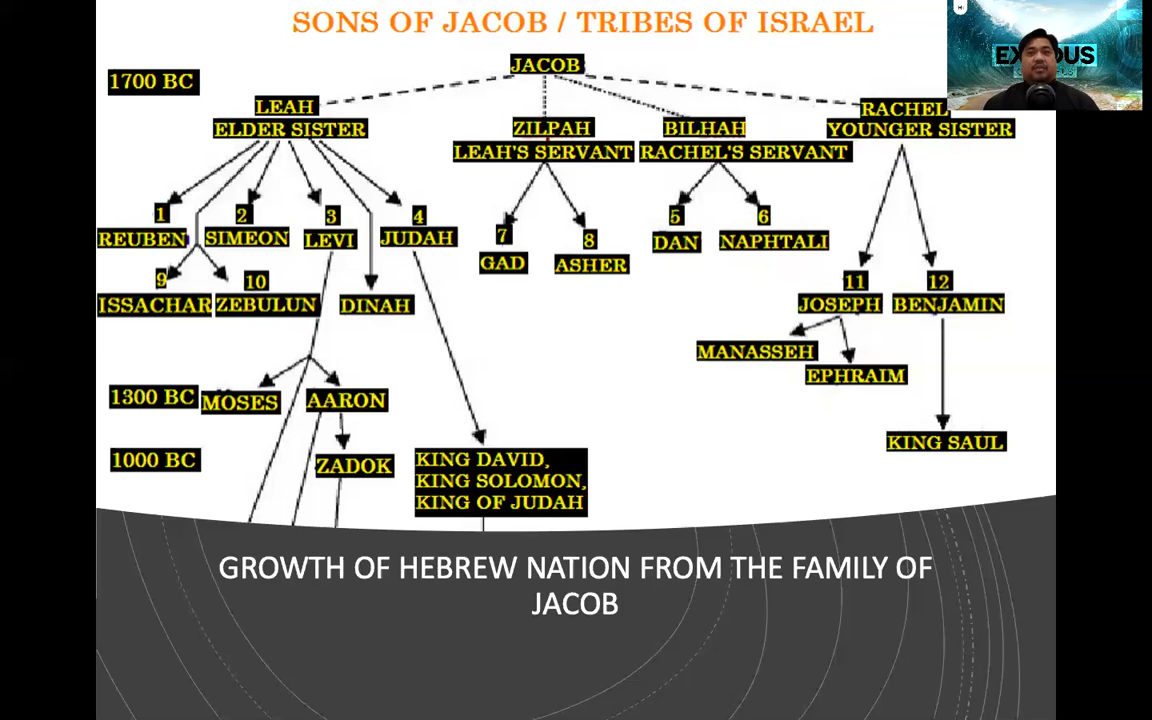 SONS OF JACOB / TRIBES OF ISRAEL
JACOB
1700 BC
LEAH
ELDER SISTER
ZILPAH
LEAH'S SERVANT
BILHAH
RACHEL'S SERVANT
RACHEL
YOUNGER SISTER
1
REUBEN
2
SIMEON
3
LEVI
4
JUDAH
7
GAD
8
ASHER
5
DAN
6
NAPHTALI
9
ISSACHAR
10
ZEBULUN
DINAH
11
JOSEPH
12
BENJAMIN
MANASSEH
EPHRAIM
1300 BC
MOSES
AARON
KING SAUL
1000 BC
ZADOK
KING DAVID,
KING SOLOMON,
KING OF JUDAH
GROWTH OF HEBREW NATION FROM THE FAMILY OF
JACOB